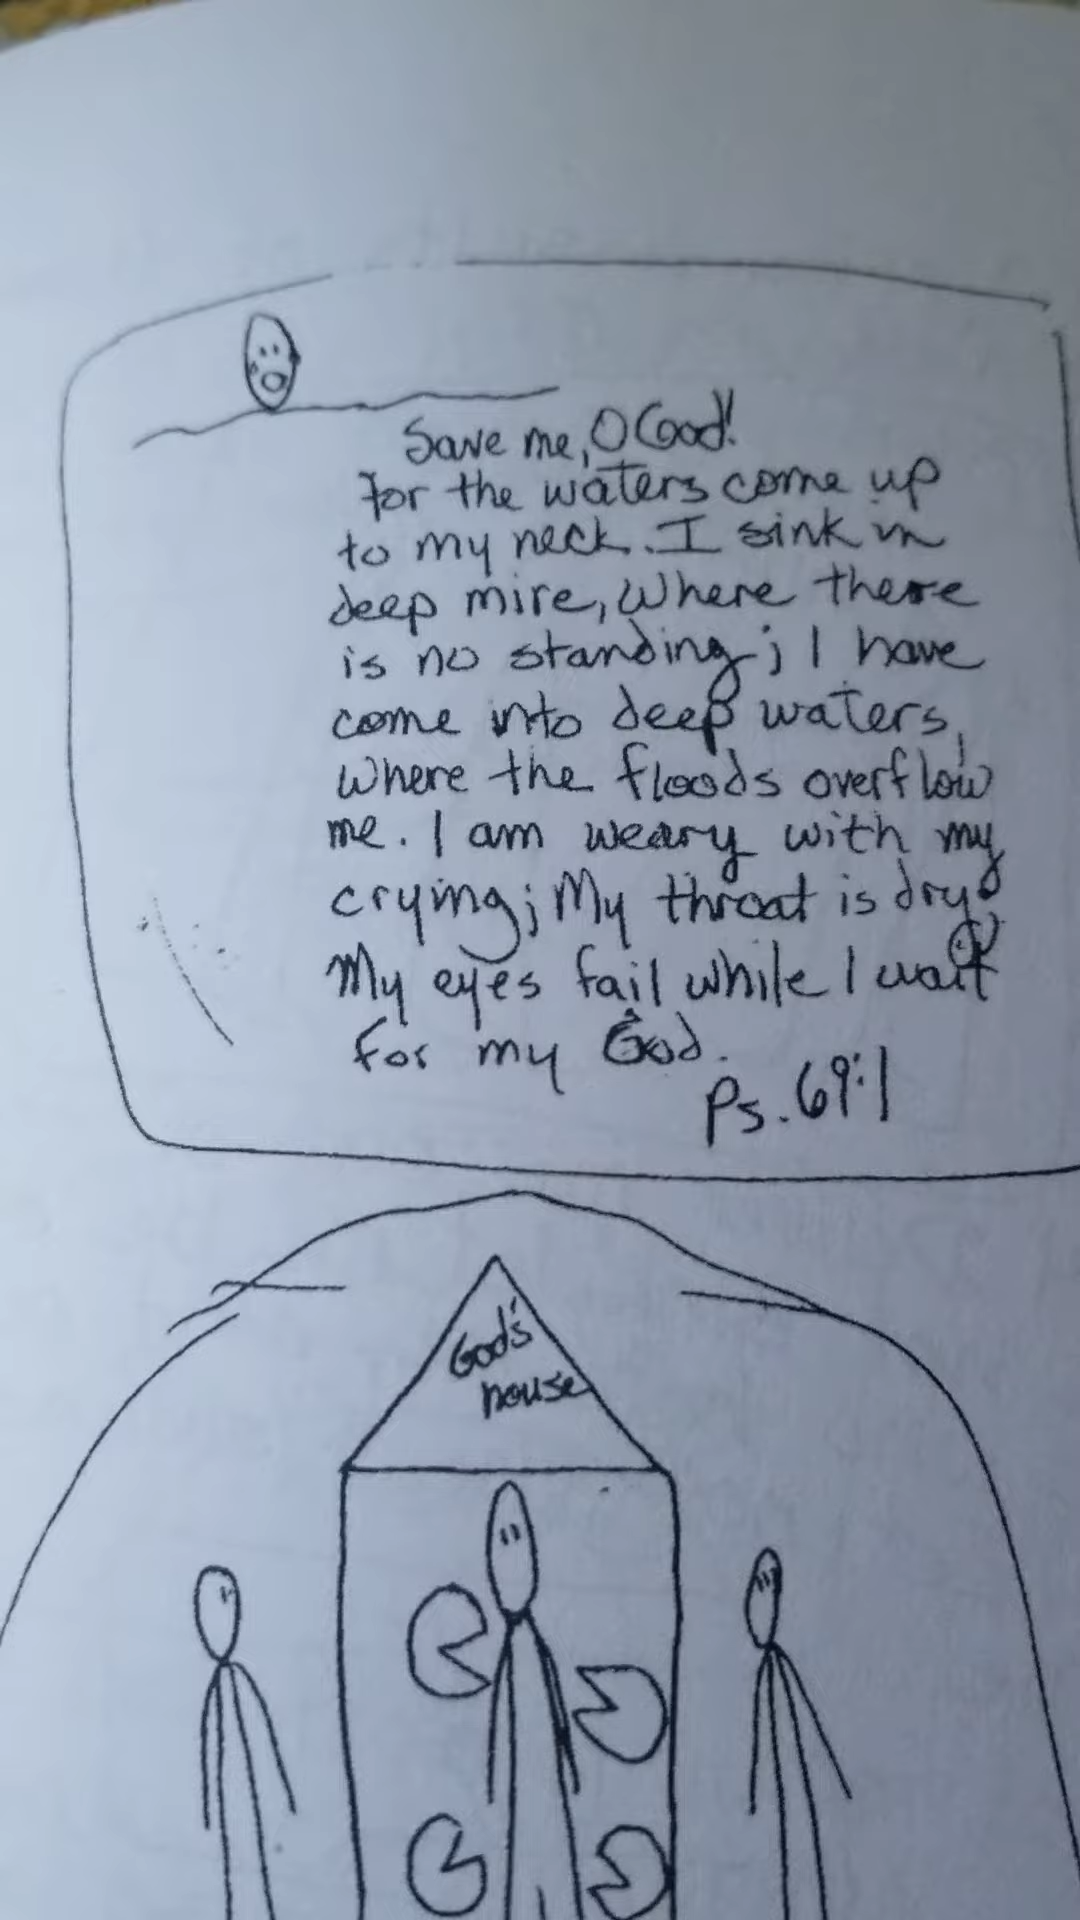 Save me, O God!
For the waters come up
to my neck. I sink in
deep mire, Where there
is no standing; I have
come into deep waters,
Where the floods overflow
me. I am weary with my
crying; My throat is dry;
My eyes fail while I wait
for my God.
Ps. 69:1
God's
house